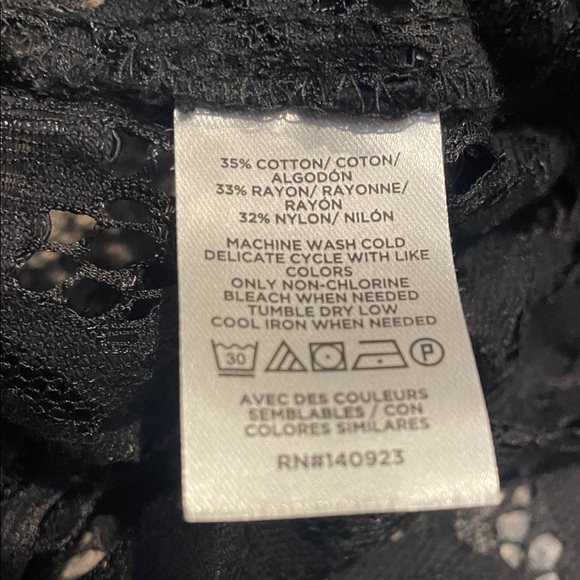 35% COTTON/ COTON/
ALGODÓN
33% RAYON/ RAYONNE/
RAYÓN
32% NYLON/ NILÓN
MACHINE WASH COLD
DELICATE CYCLE WITH LIKE
COLORS
ONLY NON-CHLORINE
BLEACH WHEN NEEDED
TUMBLE DRY LOW
COOL IRON WHEN NEEDED
30 P
AVEC DES COULEURS
SEMBLABLES / CON
COLORES SIMILARES
RN#140923